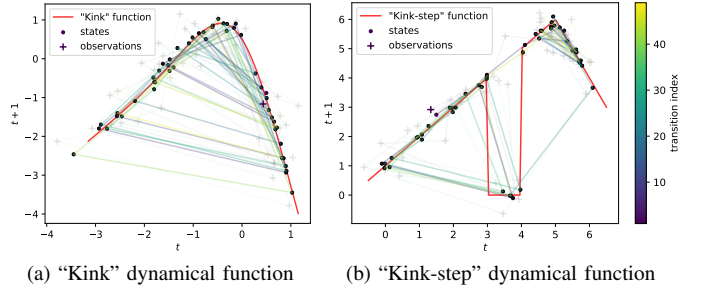 "Kink" function
states
observations
1
0
−1
−2
−3
−4
t + 1
−4
−3
−2
−1
0
1
t
(a) “Kink” dynamical function
"Kink-step" function
states
observations
6
5
4
3
2
1
0
t + 1
0
1
2
3
4
5
6
t
(b) “Kink-step” dynamical function
40
30
20
10
transition index